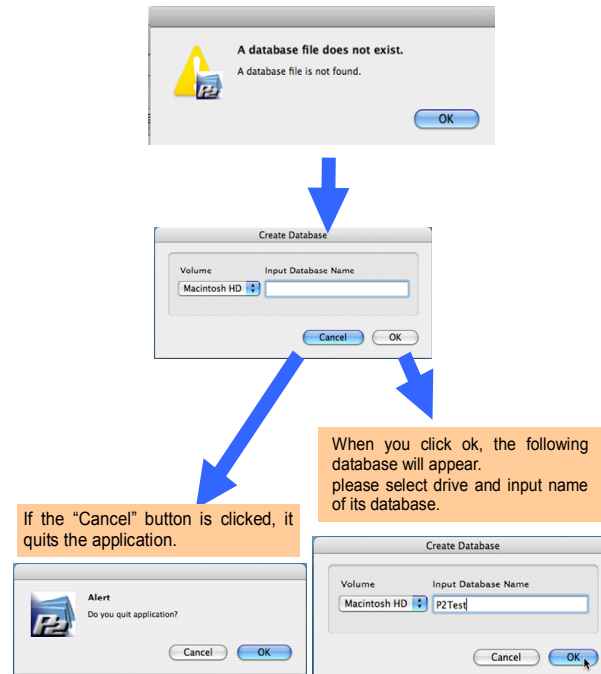 A database file does not exist.
A database file is not found.
P2
OK
Create Database
Volume Input Database Name
Macintosh HD
Cancel OK
When you click ok, the following
database will appear.
please select drive and input name
of its database.
If the “Cancel” button is clicked, it
quits the application.
Alert
Do you quit application?
P2
Cancel OK
Create Database
Volume Input Database Name
Macintosh HD P2Test
Cancel OK